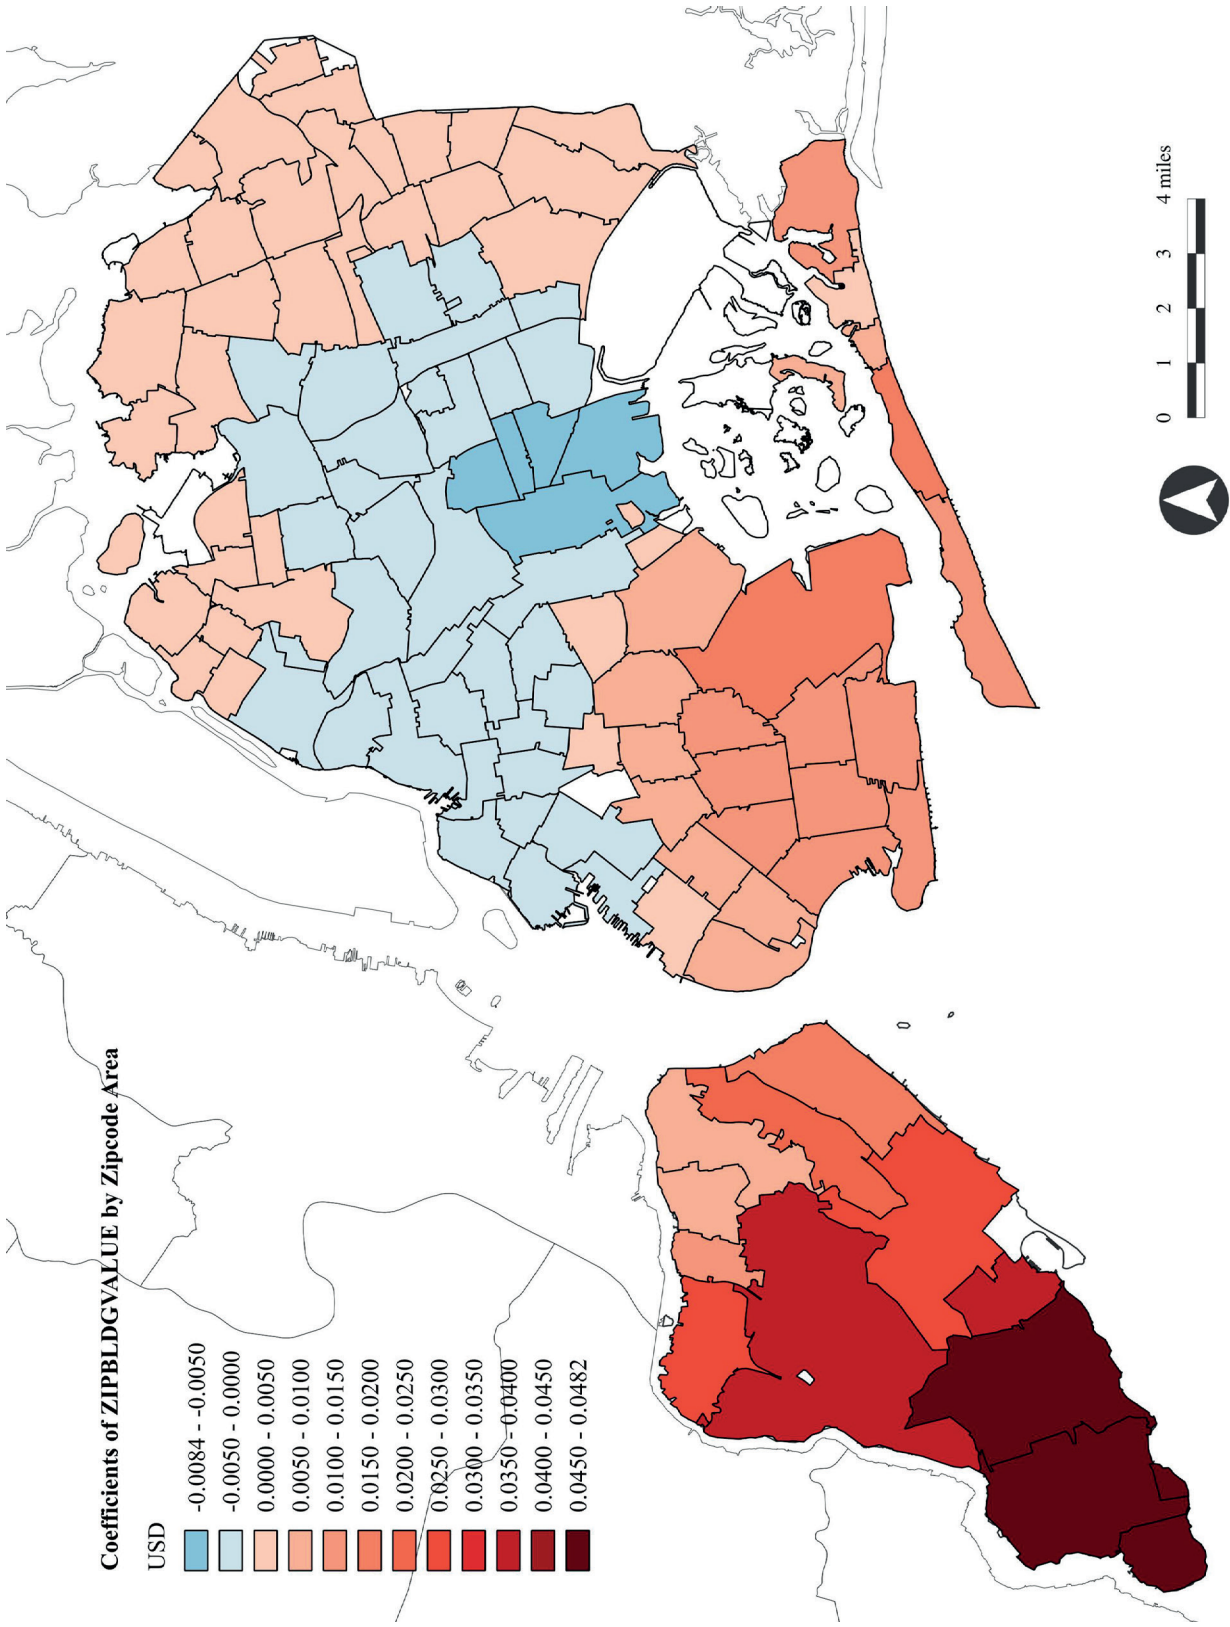 Coefficients of ZIPBLDGVALUE by Zipcode Area
USD
-0.0084 - -0.0050
-0.0050 - 0.0000
0.0000 - 0.0050
0.0050 - 0.0100
0.0100 - 0.0150
0.0150 - 0.0200
0.0200 - 0.0250
0.0250 - 0.0300
0.0300 - 0.0350
0.0350 - 0.0400
0.0400 - 0.0450
0.0450 - 0.0482
0 1 2 3 4 miles